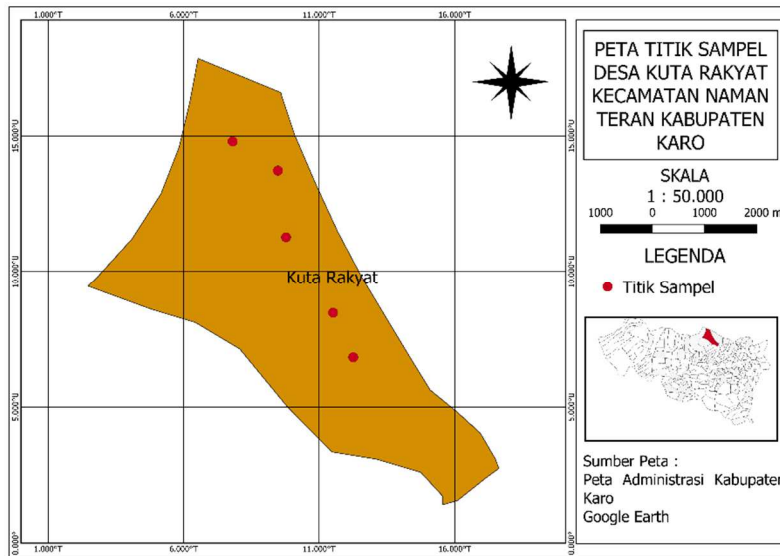 1.000°T 6.000°T 11.000°T 16.000°T
15.000°U 15.000°U
10.000°U 10.000°U
Kuta Rakyat
5.000°U 5.000°U
0.000° 0.000°
1.000°T 6.000°T 11.000°T 16.000°T
PETA TITIK SAMPEL
DESA KUTA RAKYAT
KECAMATAN NAMAN
TERAN KABUPATEN
KARO
SKALA
1 : 50.000
1000 0 1000 2000 m
LEGENDA
Titik Sampel
Sumber Peta :
Peta Administrasi Kabupaten
Karo
Google Earth